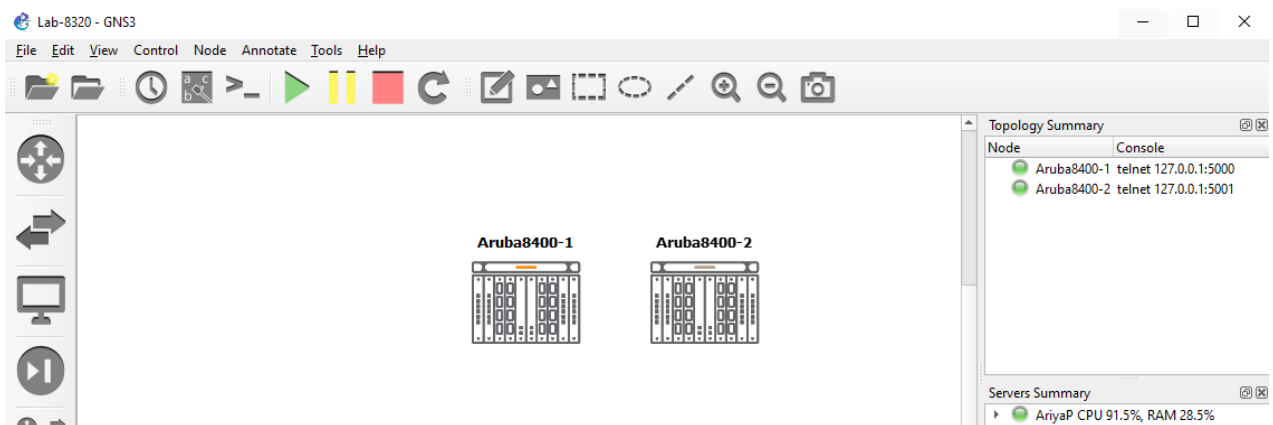 Lab-8320 - GNS3
File Edit View Control Node Annotate Tools Help
a c
b
>_
Topology Summary
Node Console
Aruba8400-1 telnet 127.0.0.1:5000
Aruba8400-2 telnet 127.0.0.1:5001
Aruba8400-1 Aruba8400-2
Servers Summary
AriyaP CPU 91.5%, RAM 28.5%